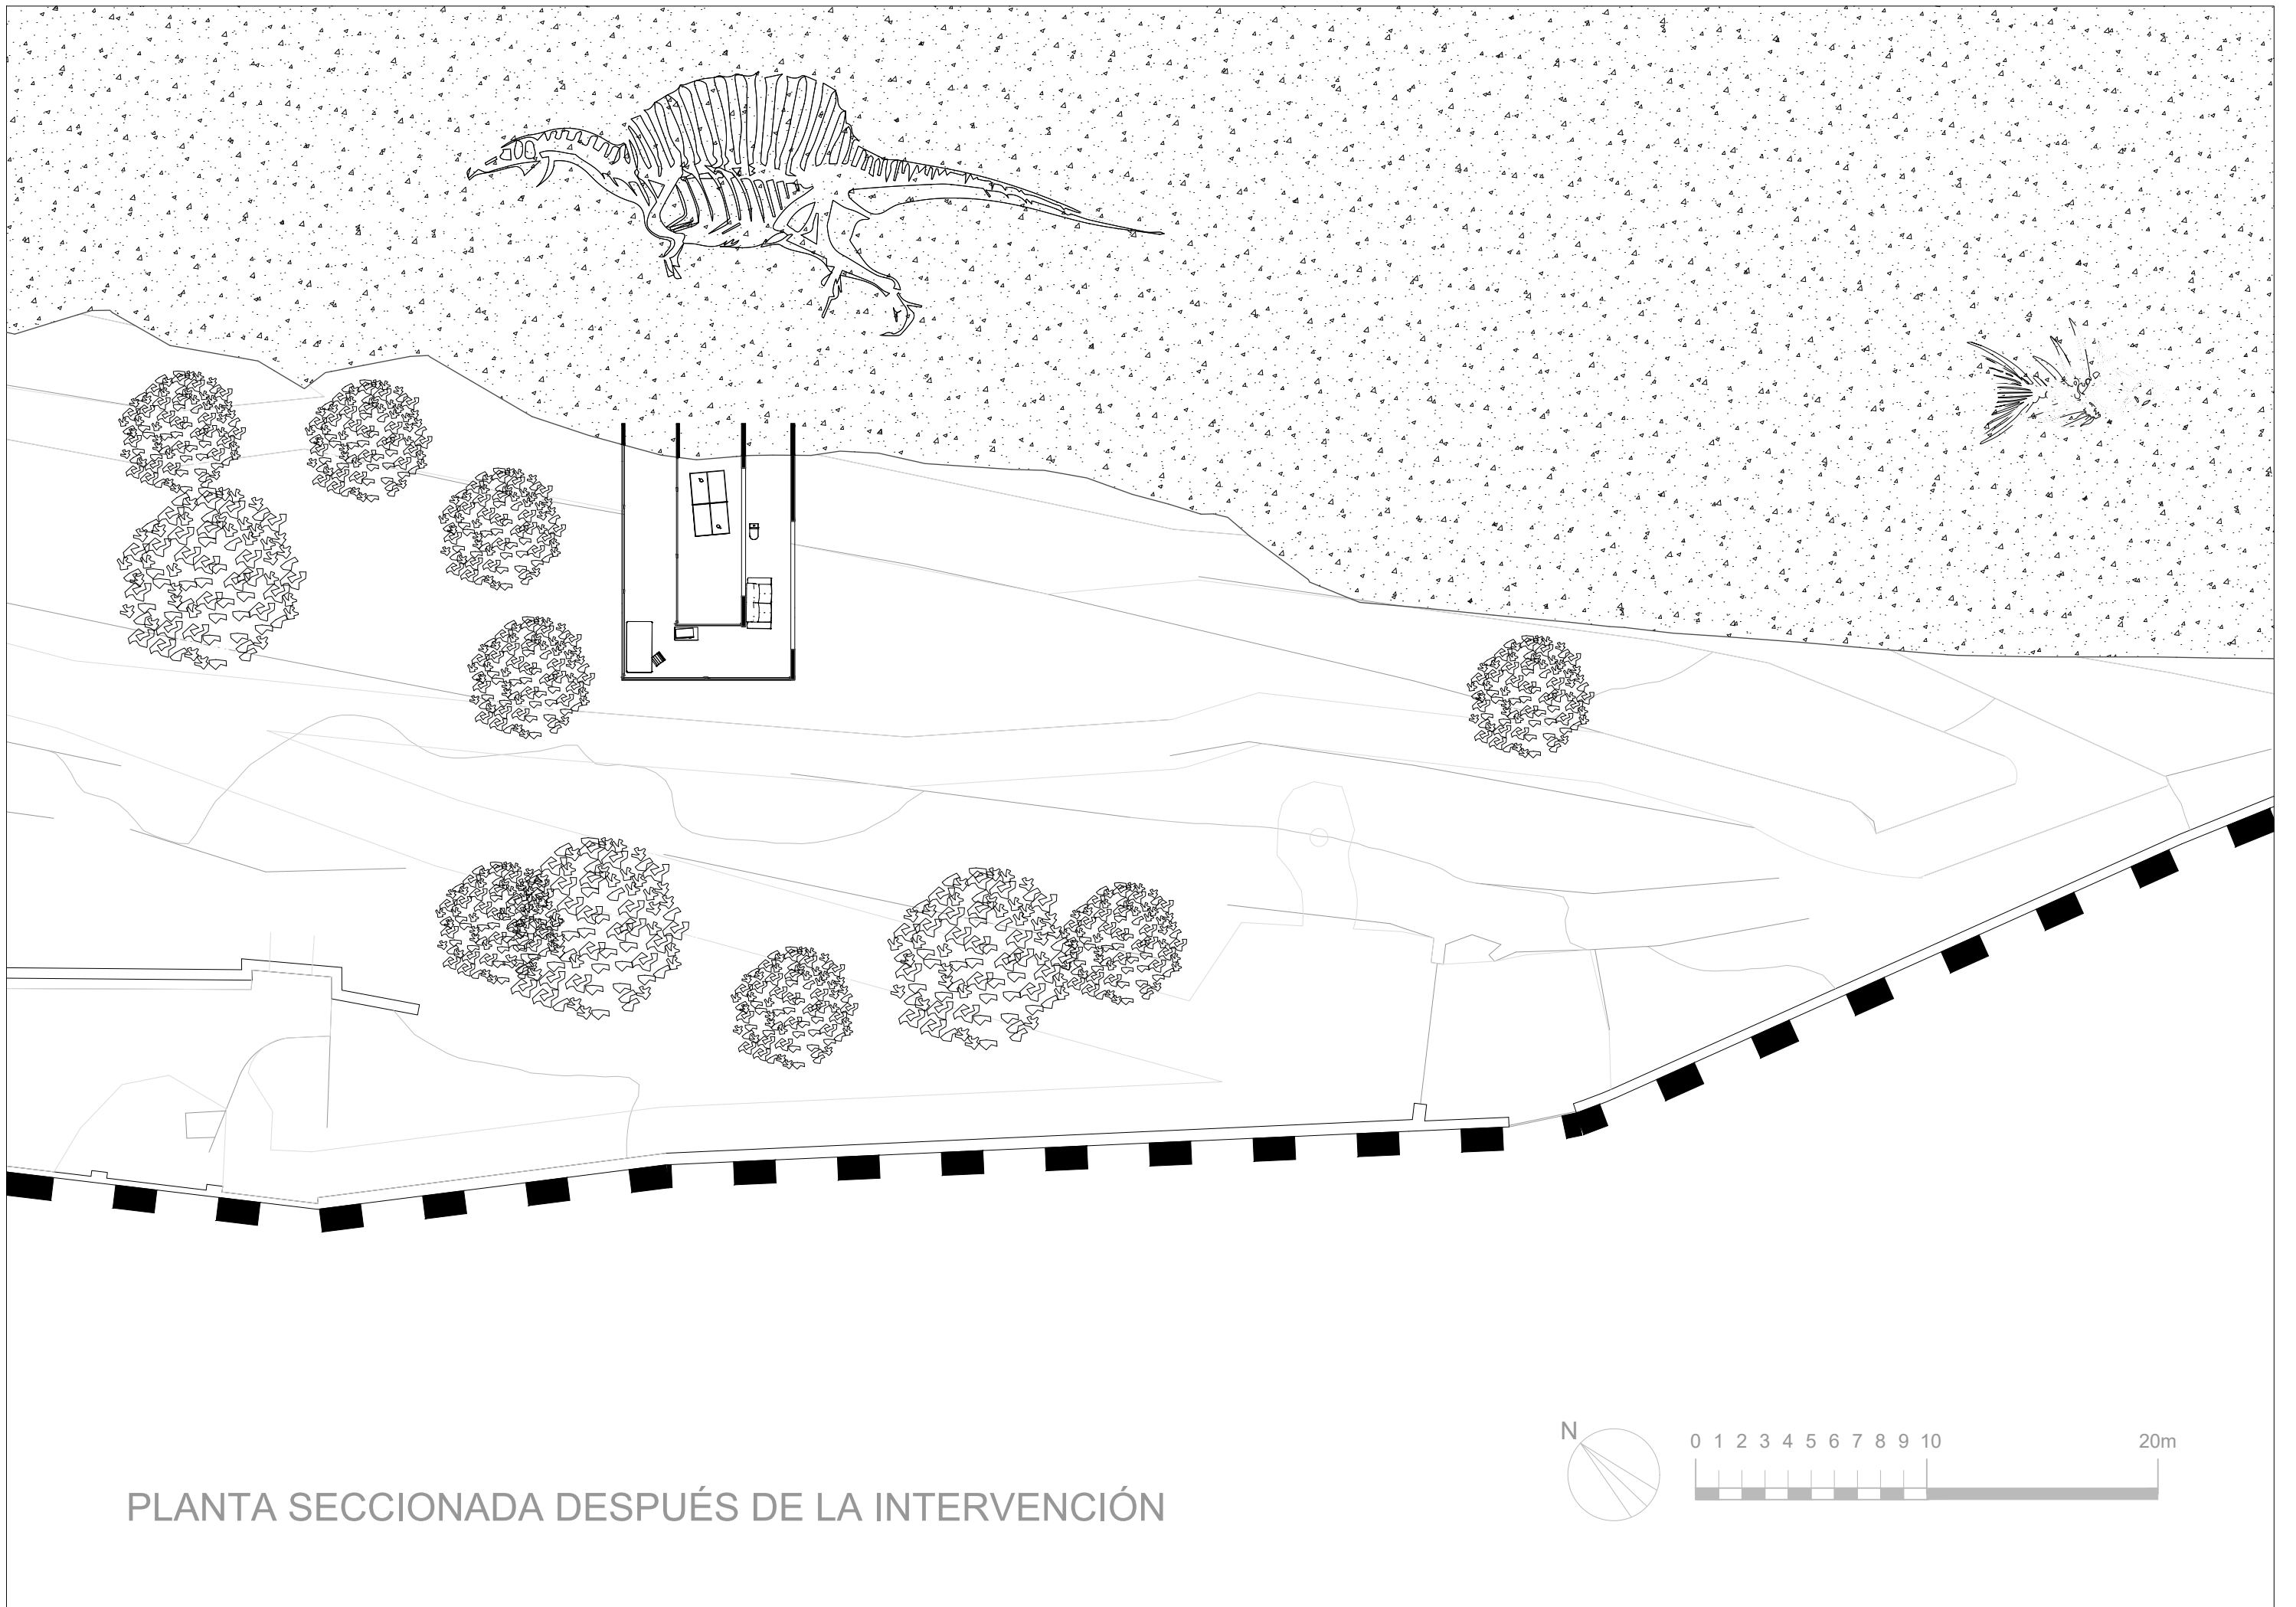 N
0 1 2 3 4 5 6 7 8 9 10 20m
PLANTA SECCIONADA DESPUÉS DE LA INTERVENCIÓN